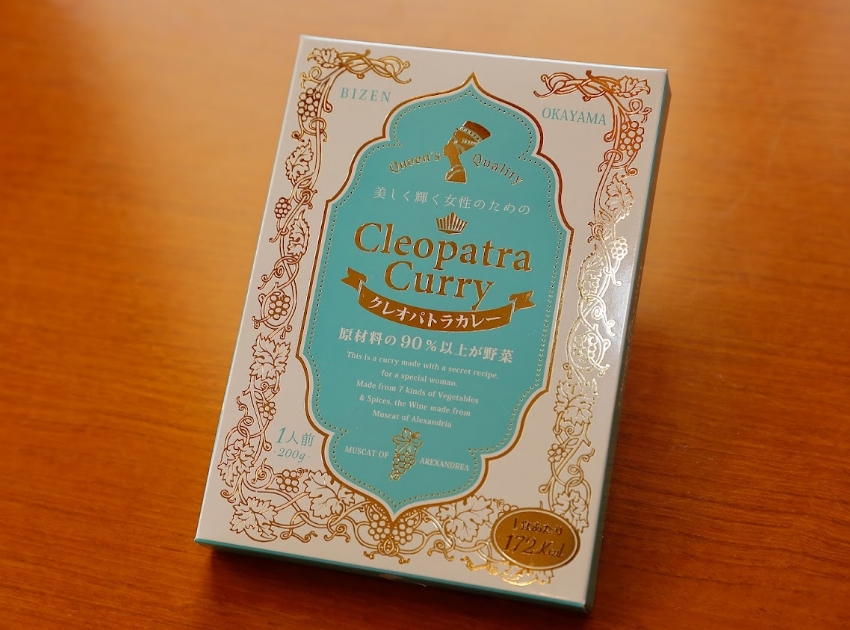 BIZEN
OKAYAMA
Queen's Quality
美しく輝く女性のための
Cleopatra
Curry
クレオパトラカレー
原材料の90%以上が野菜
This is a curry made with a secret recipe,
for a special woman.
Made from 7 kinds of Vegetables
& Spices, the Wine made from
Muscat of Alexandria
1人前
-200g-
MUSCAT OF AREXANDREA
1食あたり
172Kcal